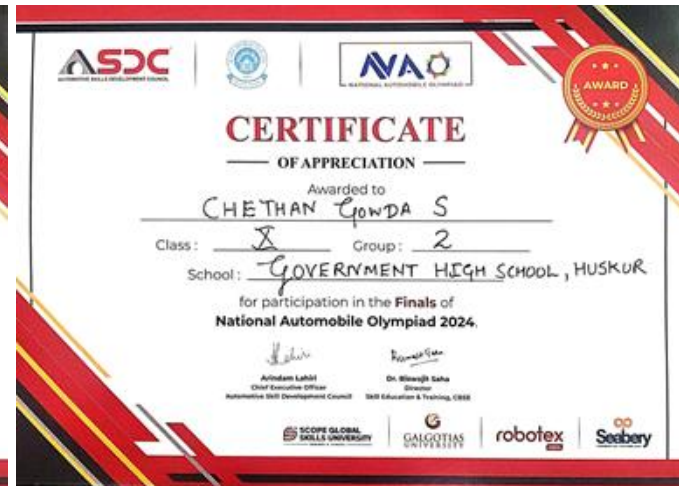 ASDC
AUTOMOTIVE SKILLS DEVELOPMENT COUNCIL
NAO
NATIONAL AUTOMOBILE OLYMPIAD
AWARD
CERTIFICATE
OF APPRECIATION
Awarded to
CHETHAN GOWDA S
Class : X Group : 2
School : GOVERNMENT HIGH SCHOOL, HUSKUR
for participation in the Finals of
National Automobile Olympiad 2024.
Arindam Lahiri Dr. Biswajit Saha
Chief Executive Officer Director
Automotive Skill Development Council Skill Education & Training, CBSE
SCOPE GLOBAL
SKILLS UNIVERSITY
GALGOTIAS
UNIVERSITY
robotex
Seabery